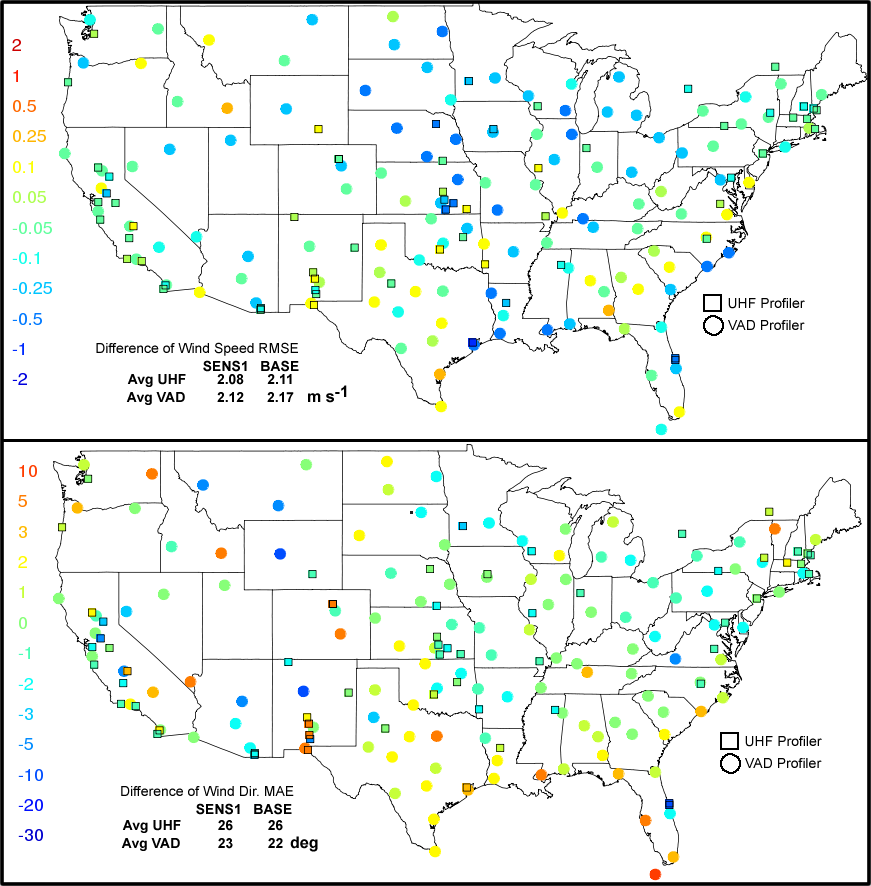 2
1
0.5
0.25
0.1
0.05
-0.05
-0.1
-0.25
-0.5
-1
-2
UHF Profiler
VAD Profiler
Difference of Wind Speed RMSE
SENS1 BASE
Avg UHF 2.08 2.11
Avg VAD 2.12 2.17 m s-1
10
5
3
2
1
0
-1
-2
-3
-5
-10
-20
-30
UHF Profiler
VAD Profiler
Difference of Wind Dir. MAE
SENS1 BASE
Avg UHF 26 26
Avg VAD 23 22 deg